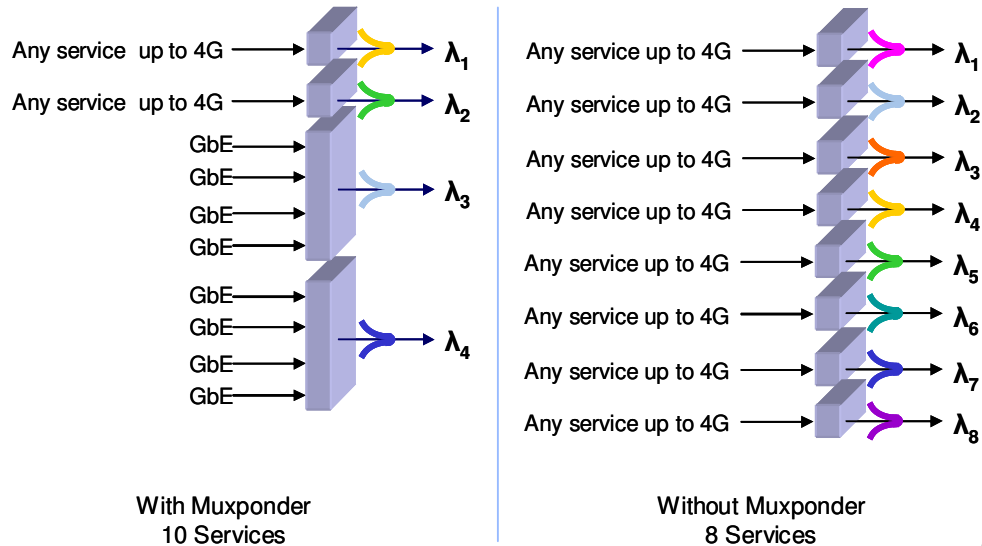 Any service up to 4G
λ1
Any service up to 4G
λ2
GbE
GbE
GbE
GbE
λ3
GbE
GbE
GbE
GbE
λ4
With Muxponder
10 Services
Any service up to 4G
λ1
Any service up to 4G
λ2
Any service up to 4G
λ3
Any service up to 4G
λ4
Any service up to 4G
λ5
Any service up to 4G
λ6
Any service up to 4G
λ7
Any service up to 4G
λ8
Without Muxponder
8 Services